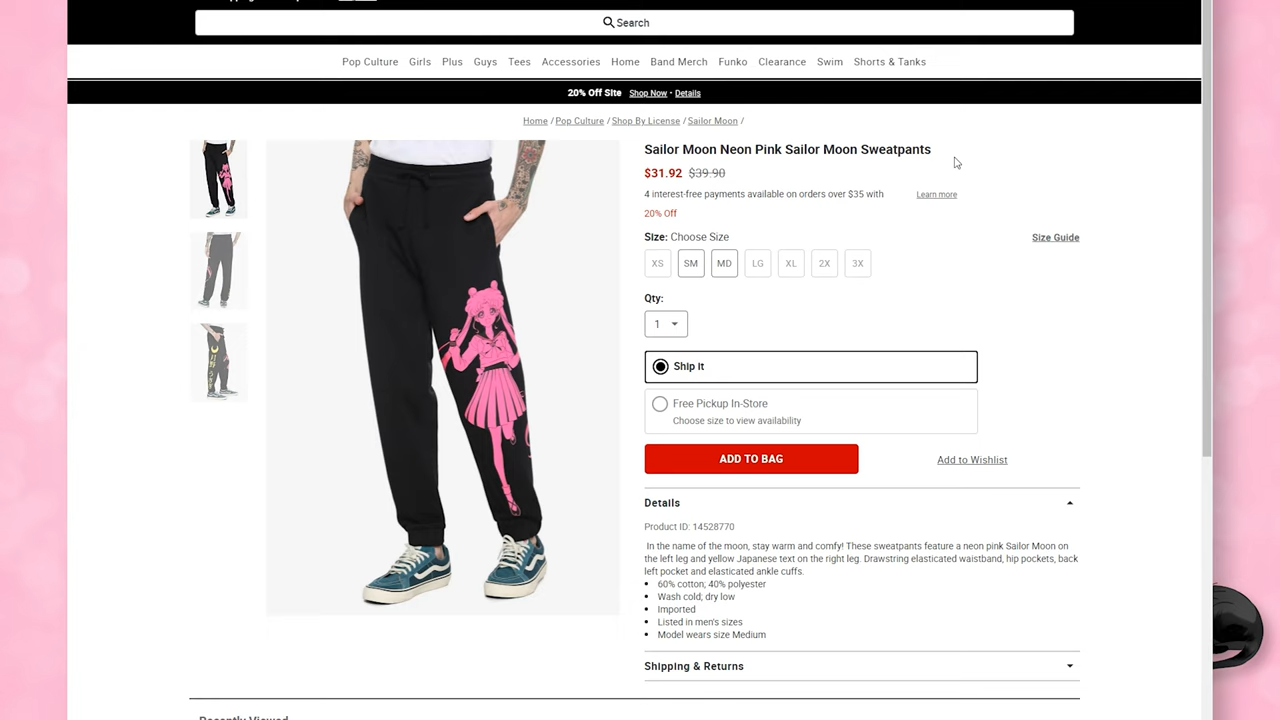 Search
Pop Culture Girls Plus Guys Tees Accessories Home Band Merch Funko Clearance Swim Shorts & Tanks
20% Off Site Shop Now • Details
Home / Pop Culture / Shop By License / Sailor Moon /
Sailor Moon Neon Pink Sailor Moon Sweatpants
$31.92 $39.90
4 interest-free payments available on orders over $35 with Learn more
20% Off
Size: Choose Size Size Guide
XS SM MD LG XL 2X 3X
Qty:
1
Ship It
Free Pickup In-Store
Choose size to view availability
ADD TO BAG Add to Wishlist
Details
Product ID: 14528770
In the name of the moon, stay warm and comfy! These sweatpants feature a neon pink Sailor Moon on
the left leg and yellow Japanese text on the right leg. Drawstring elasticated waistband, hip pockets, back
left pocket and elasticated ankle cuffs.
• 60% cotton; 40% polyester
• Wash cold; dry low
• Imported
• Listed in men's sizes
• Model wears size Medium
Shipping & Returns
Recently Viewed